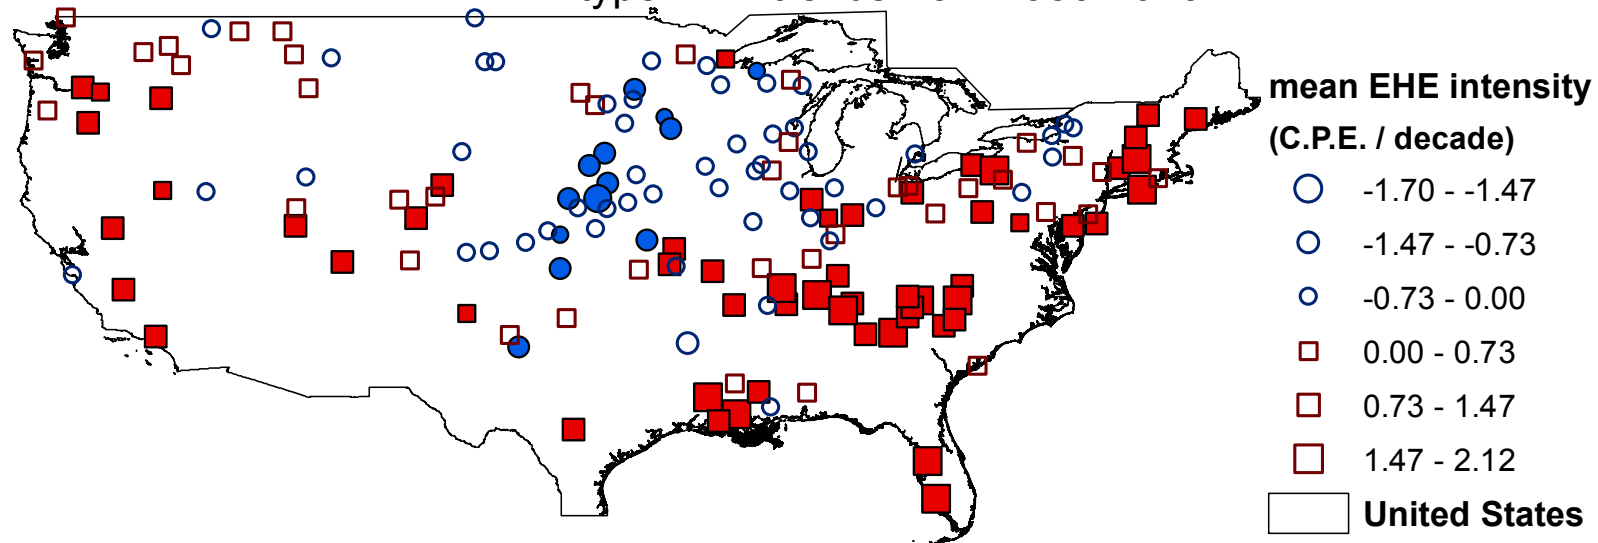 mean EHE intensity
(C.P.E. / decade)
-1.70 - -1.47
-1.47 - -0.73
-0.73 - 0.00
0.00 - 0.73
0.73 - 1.47
1.47 - 2.12
United States